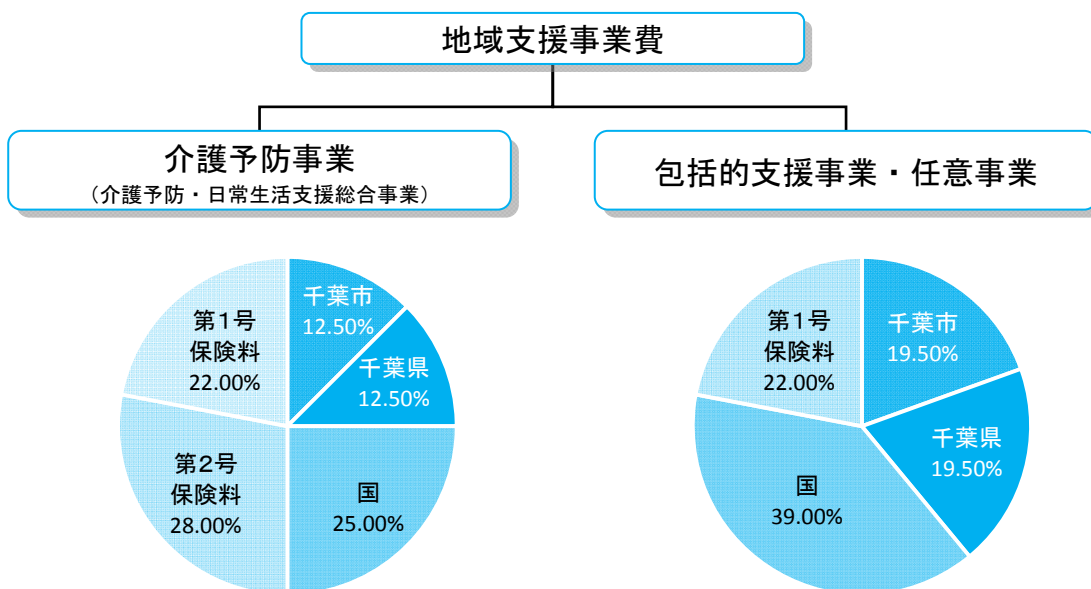 地域支援事業費
介護予防事業
（介護予防・日常生活支援総合事業）
包括的支援事業・任意事業
千葉市
12.50%
千葉県
12.50%
国
25.00%
第2号
保険料
28.00%
第1号
保険料
22.00%
千葉市
19.50%
千葉県
19.50%
国
39.00%
第1号
保険料
22.00%